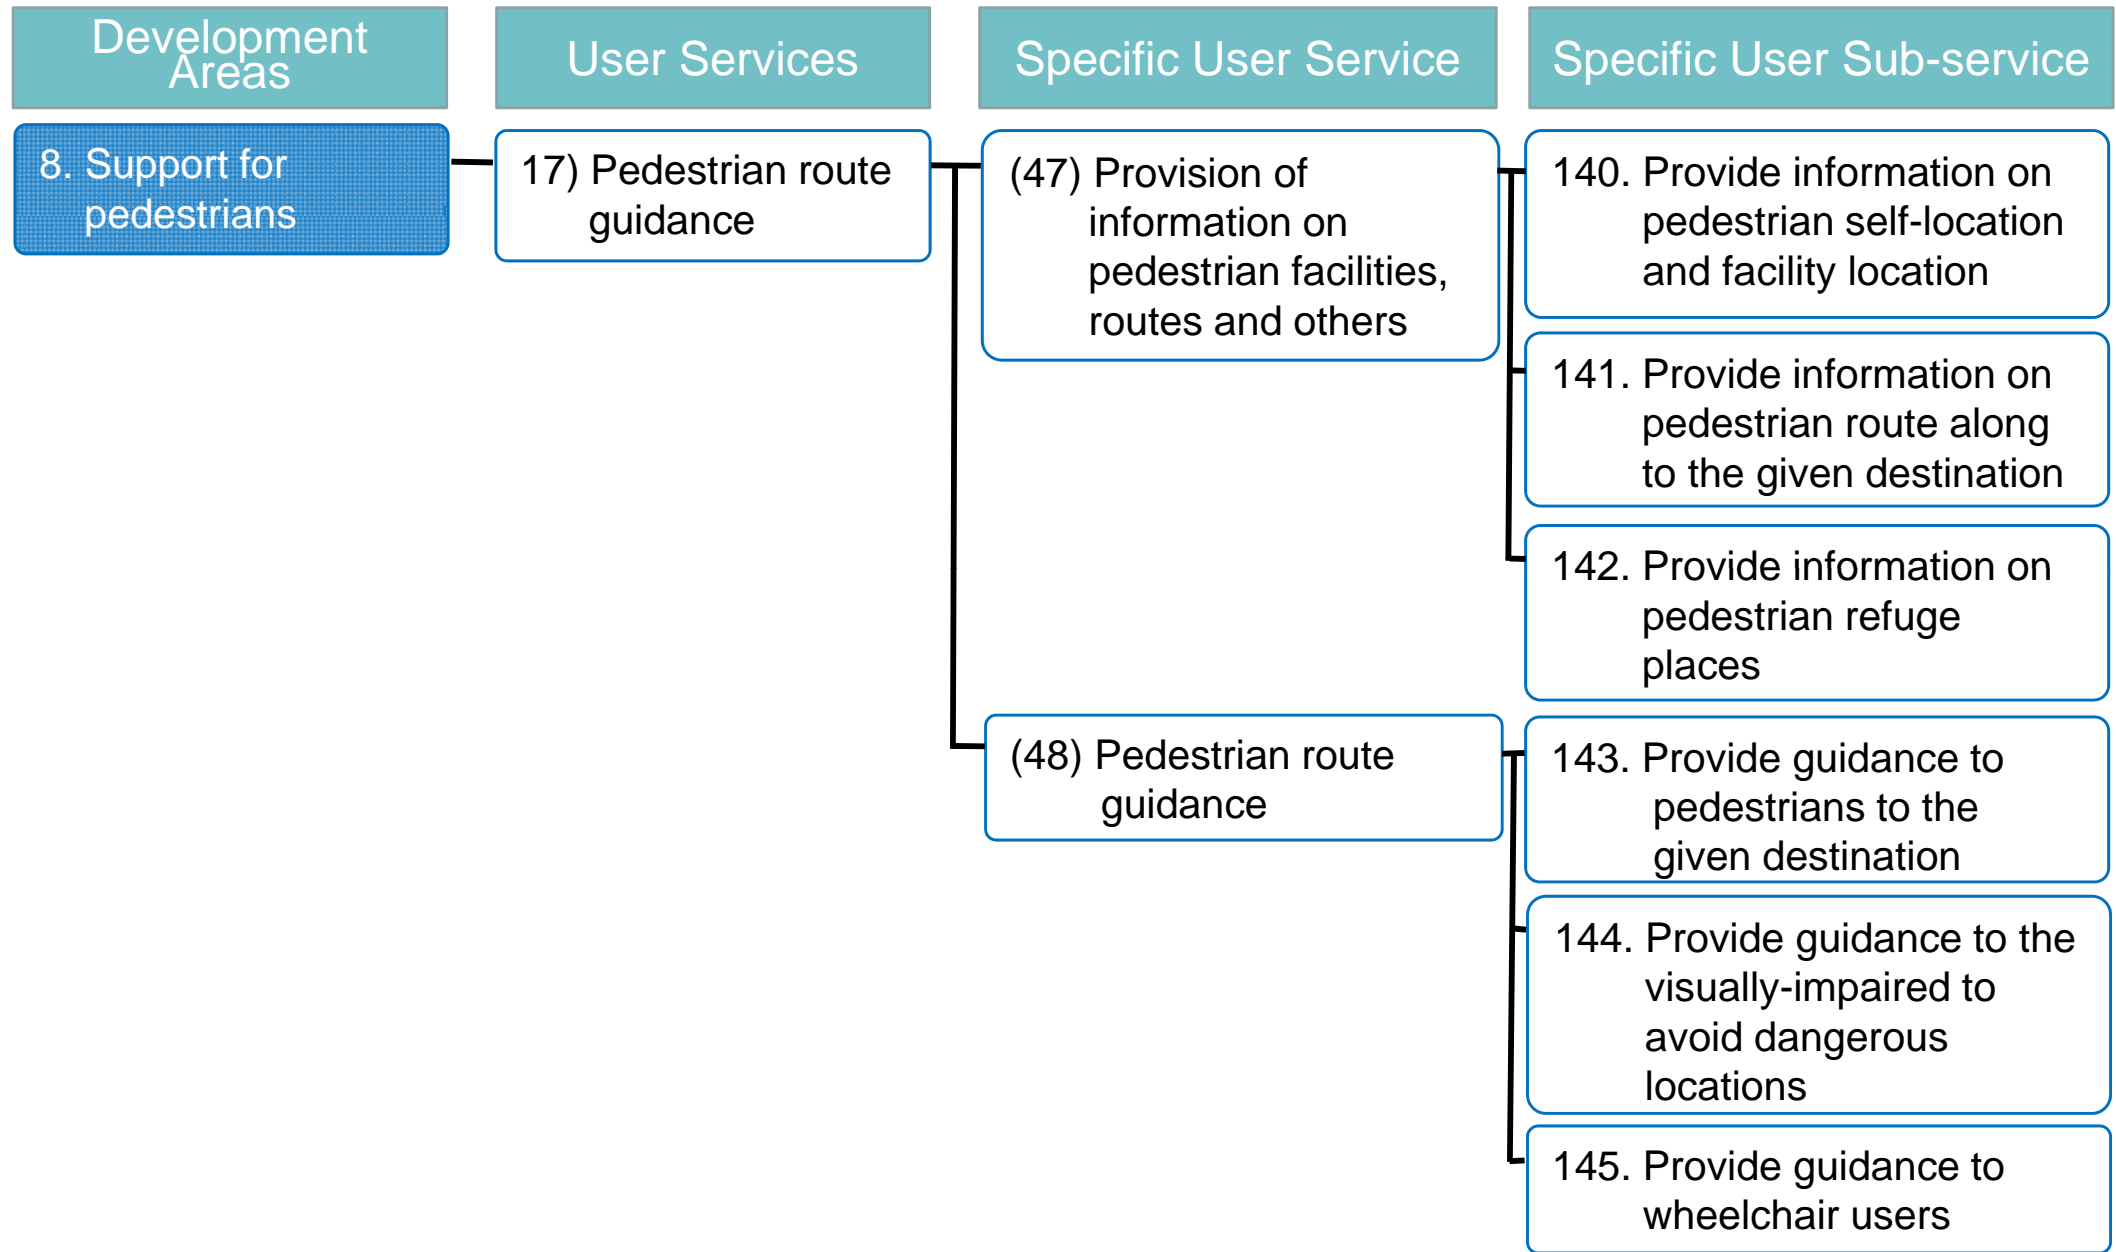 Development
Areas
User Services
Specific User Service
Specific User Sub-service
8. Support for
pedestrians
17) Pedestrian route
guidance
(47) Provision of
information on
pedestrian facilities,
routes and others
140. Provide information on
pedestrian self-location
and facility location
141. Provide information on
pedestrian route along
to the given destination
142. Provide information on
pedestrian refuge
places
(48) Pedestrian route
guidance
143. Provide guidance to
pedestrians to the
given destination
144. Provide guidance to the
visually-impaired to
avoid dangerous
locations
145. Provide guidance to
wheelchair users